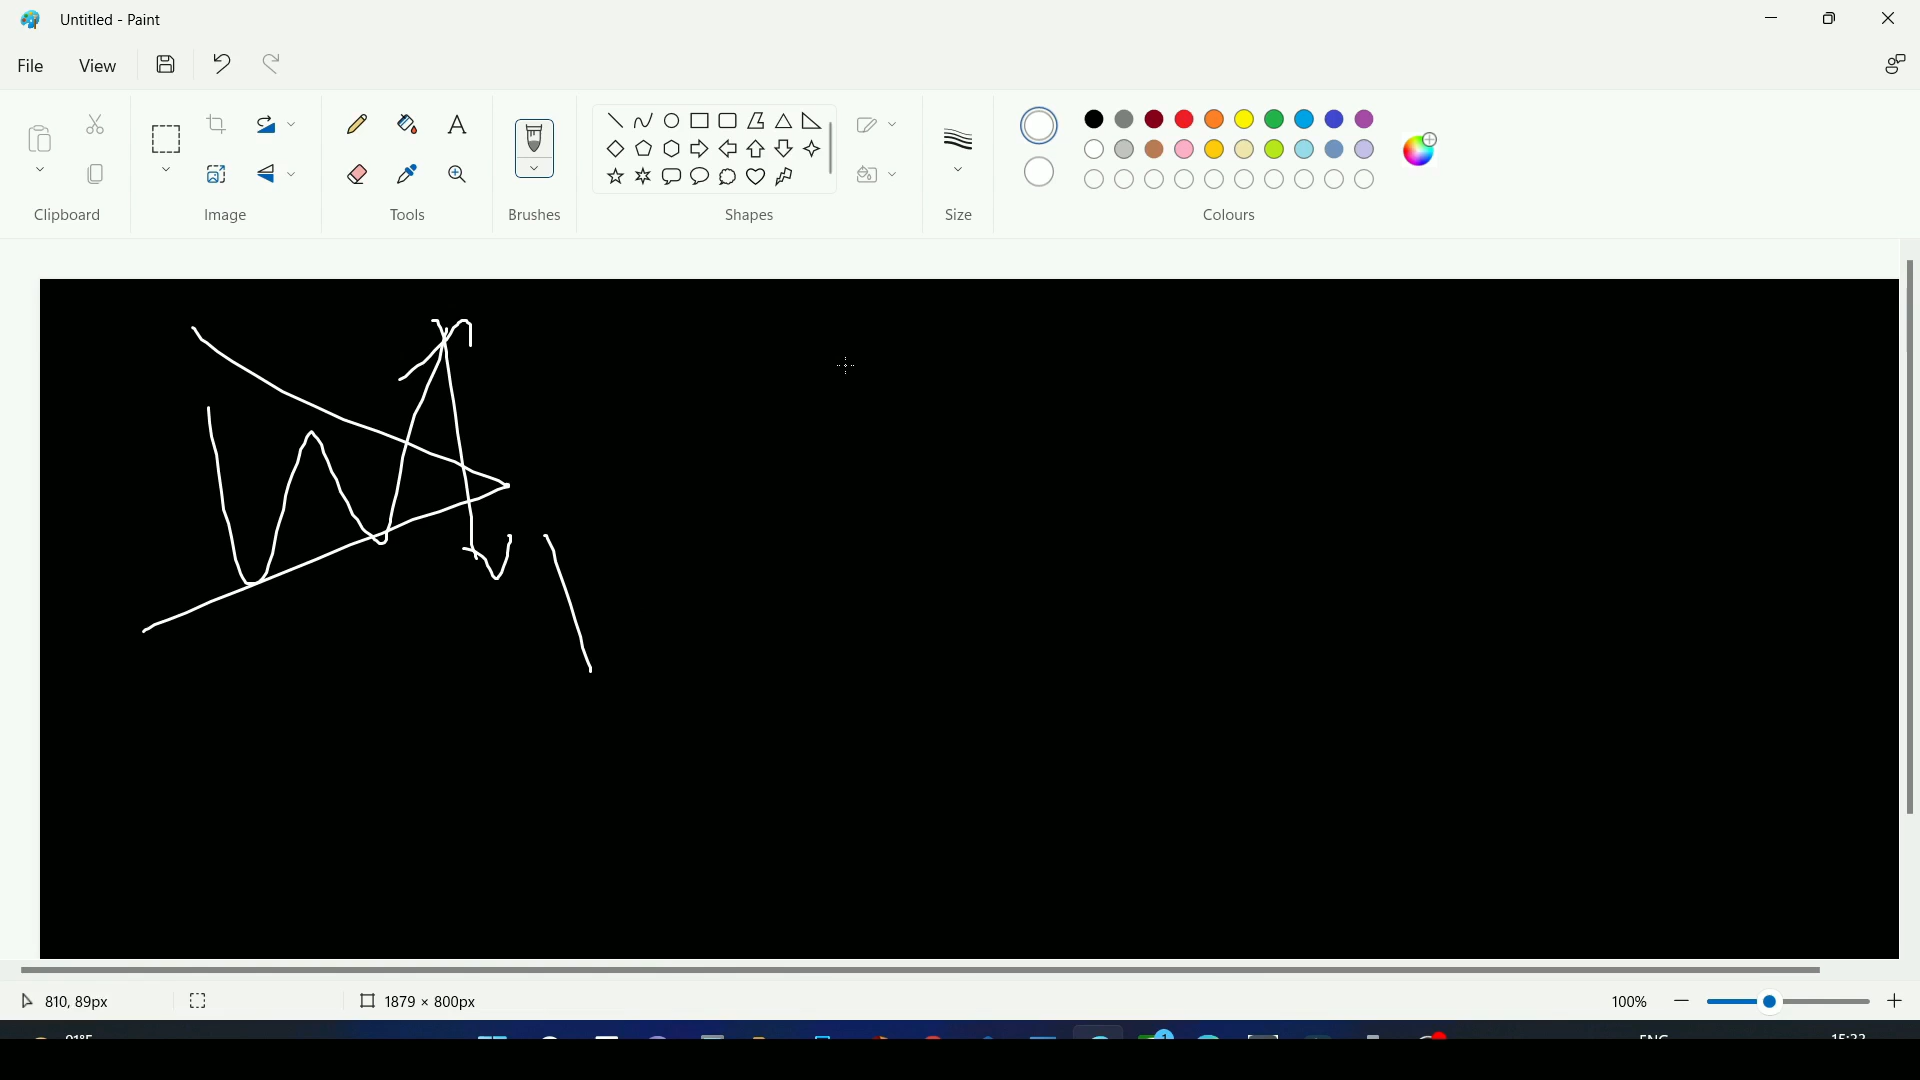 Untitled - Paint
File View
Clipboard Image Tools Brushes Shapes Size Colours
810, 89px 1879 × 800px 100%